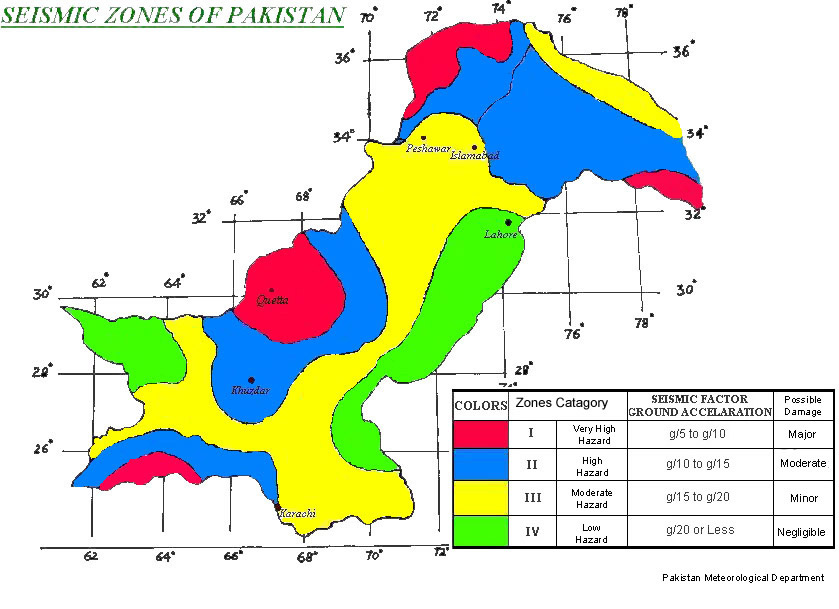 SEISMIC ZONES OF PAKISTAN
70° 72° 74° 76° 78°
36° 36°
34° 34°
Peshawar Islamabad
66° 68°
32° 32°
Lahore
62° 64°
30° 30°
Quetta
76° 78°
28° 28°
Khuzdar
26°
Karachi
62 64° 66° 68° 70° 72°
COLORS Zones Catagory SEISMIC FACTOR GROUND ACCELARATION Possible Damage
I Very High Hazard g/5 to g/10 Major
II High Hazard g/10 to g/15 Moderate
III Moderate Hazard g/15 to g/20 Minor
IV Low Hazard g/20 or Less Negligible
Pakistan Meteorological Department